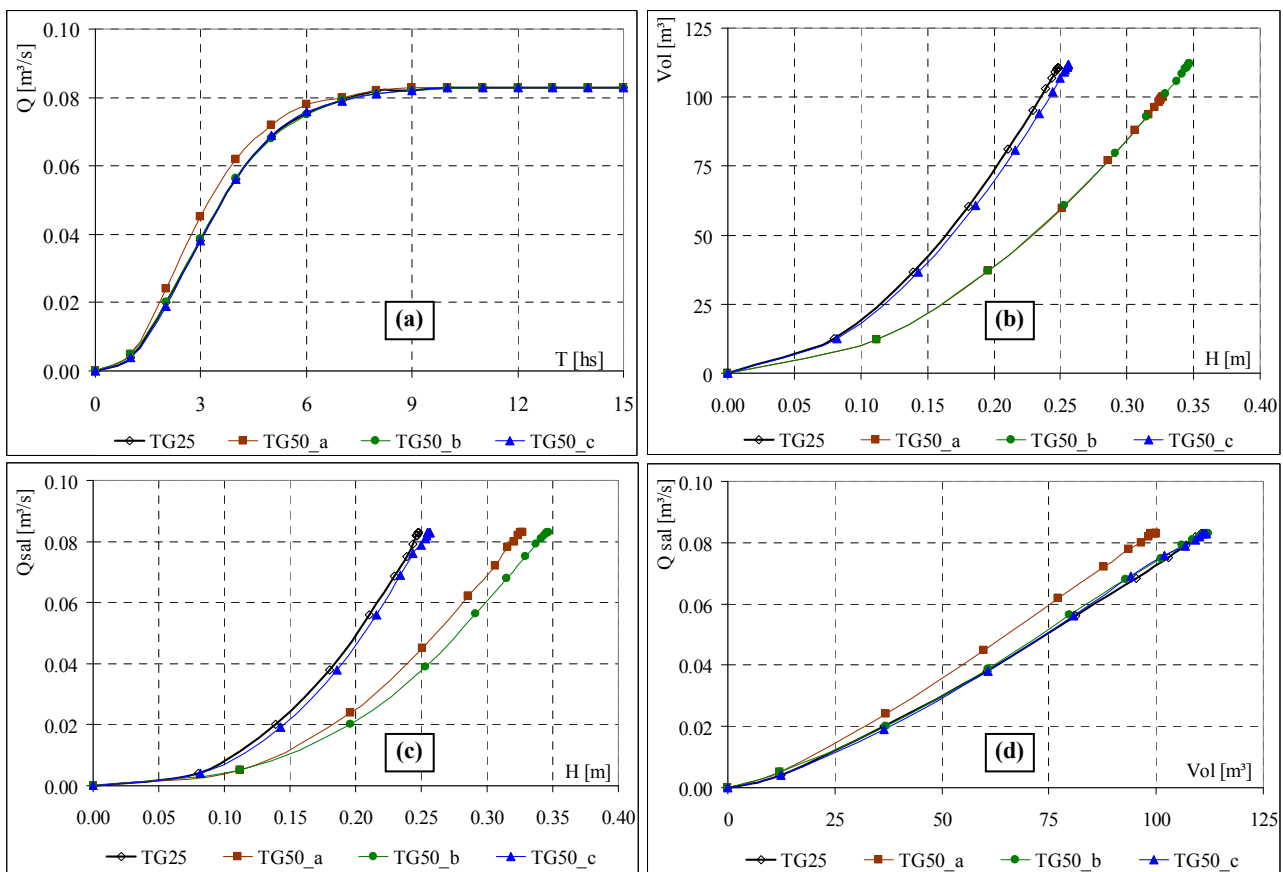 Q [m³/s]
0.10
0.08
0.06
0.04
0.02
0.00
(a)
T [hs]
0 3 6 9 12 15
TG25 TG50_a TG50_b TG50_c
Vol [m³]
125
100
75
50
25
0
(b)
H [m]
0.00 0.05 0.10 0.15 0.20 0.25 0.30 0.35 0.40
TG25 TG50_a TG50_b TG50_c
Qsal [m³/s]
0.10
0.08
0.06
0.04
0.02
0.00
(c)
H [m]
0.00 0.05 0.10 0.15 0.20 0.25 0.30 0.35 0.40
TG25 TG50_a TG50_b TG50_c
Q sal [m³/s]
0.10
0.08
0.06
0.04
0.02
0.00
(d)
Vol [m³]
0 25 50 75 100 125
TG25 TG50_a TG50_b TG50_c